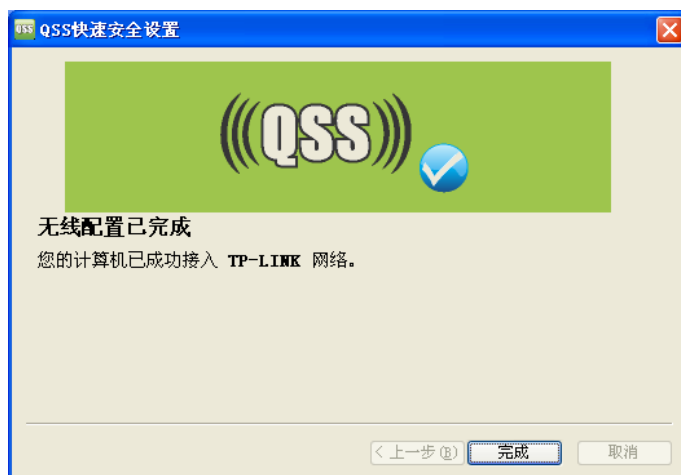 QSS QSS快速安全设置
(((QSS)))
无线配置已完成
您的计算机已成功接入 TP-LINK 网络。
< 上一步(B) 完成 取消